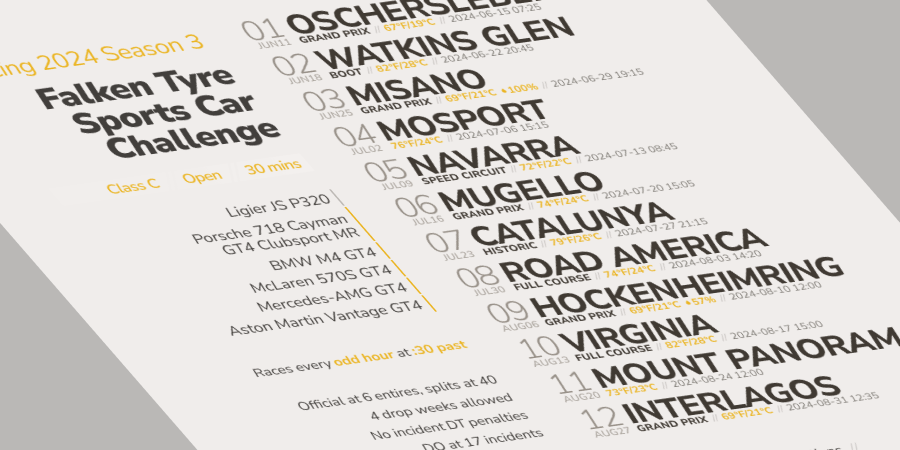 ing 2024 Season 3
Falken Tyre
Sports Car
Challenge
Class C Open 30 mins
Ligier JS P320
Porsche 718 Cayman
GT4 Clubsport MR
BMW M4 GT4
McLaren 570S GT4
Mercedes-AMG GT4
Aston Martin Vantage GT4
Races every odd hour at :30 past
Official at 6 entires, splits at 40
4 drop weeks allowed
No incident DT penalties
DQ at 17 incidents
01 OSCHERSLEBEN
JUN11 GRAND PRIX // 67°F/19°C // 2024-06-15 07:25
02 WATKINS GLEN
JUN18 BOOT // 82°F/28°C // 2024-06-22 20:45
03 MISANO
JUN25 GRAND PRIX // 69°F/21°C 100% // 2024-06-29 19:15
04 MOSPORT
JUL02 76°F/24°C // 2024-07-06 15:15
05 NAVARRA
JUL09 SPEED CIRCUIT // 72°F/22°C // 2024-07-13 08:45
06 MUGELLO
JUL16 GRAND PRIX // 74°F/24°C // 2024-07-20 15:05
07 CATALUNYA
JUL23 HISTORIC // 79°F/26°C // 2024-07-27 21:15
08 ROAD AMERICA
JUL30 FULL COURSE // 74°F/24°C // 2024-08-03 14:20
09 HOCKENHEIMRING
AUG06 GRAND PRIX // 69°F/21°C 57% // 2024-08-10 12:00
10 VIRGINIA
AUG13 FULL COURSE // 82°F/28°C // 2024-08-17 15:00
11 MOUNT PANORAM
AUG20 73°F/23°C // 2024-08-24 12:00
12 INTERLAGOS
AUG27 GRAND PRIX // 69°F/21°C // 2024-08-31 12:35